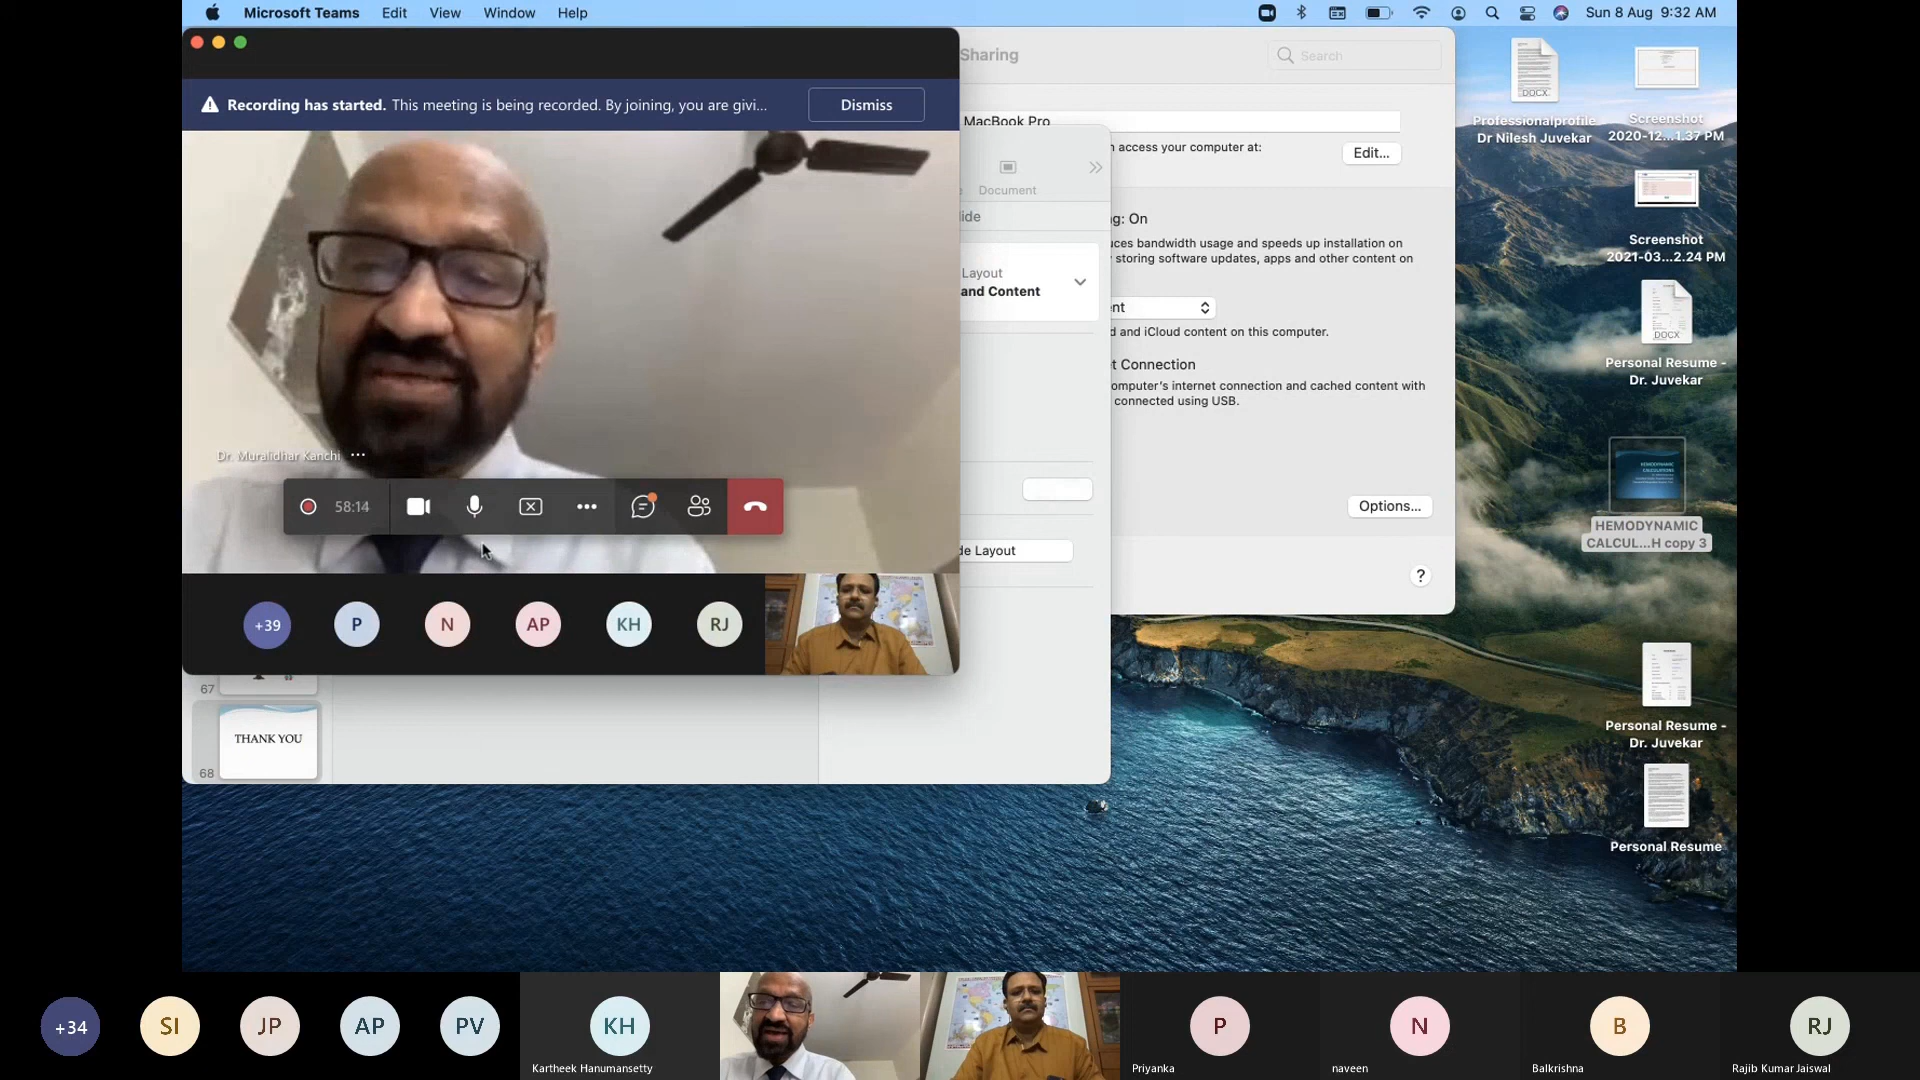 Microsoft Teams Edit View Window Help
Sun 8 Aug 9:32 AM
Sharing
Search
Recording has started. This meeting is being recorded. By joining, you are givi...
Dismiss
MacBook Pro
access your computer at:
Edit...
Document
Layout
and Content
g: On
uces bandwidth usage and speeds up installation on
storing software updates, apps and other content on
nt
d and iCloud content on this computer.
t Connection
omputer's internet connection and cached content with
connected using USB.
Options...
?
de Layout
Dr. Muralidhar Kanchi ...
58:14
+39
P
N
AP
KH
RJ
67
THANK YOU
68
DOCX
Professionalprofile
Dr Nilesh Juvekar
Screenshot
2020-12...1.37 PM
Screenshot
2021-03...2.24 PM
DOCX
Personal Resume -
Dr. Juvekar
HEMODYNAMIC
CALCULATIONS
HEMODYNAMIC
CALCUL...H copy 3
Personal Resume -
Dr. Juvekar
Personal Resume
+34
SI
JP
AP
PV
KH
Kartheek Hanumansetty
P
Priyanka
N
naveen
B
Balkrishna
RJ
Rajib Kumar Jaiswal